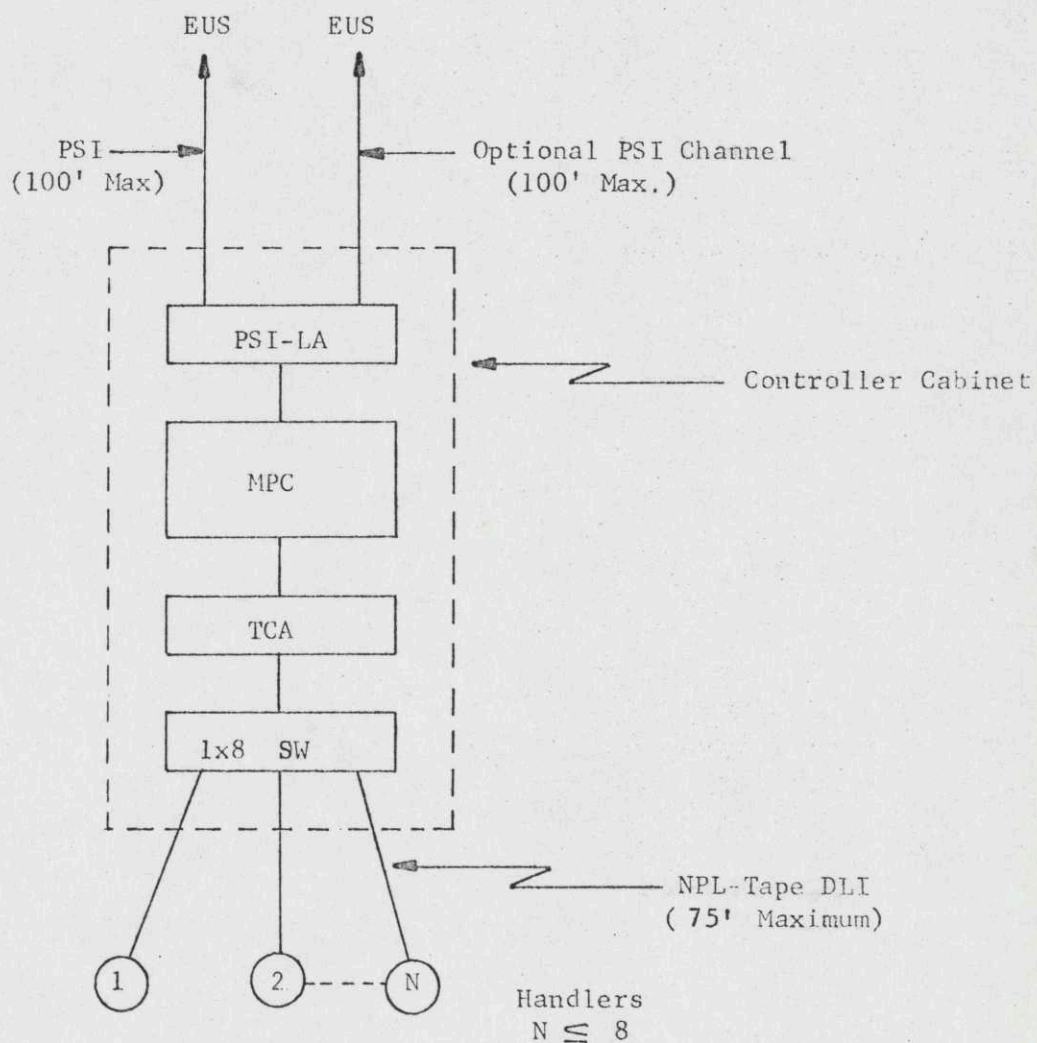 EUS
EUS
PSI
(100' Max)
Optional PSI Channel
(100' Max.)
PSI-LA
Controller Cabinet
MPC
TCA
1x8 SW
NPL-Tape DLI
(75' Maximum)
1
2
N
Handlers
N ≤ 8